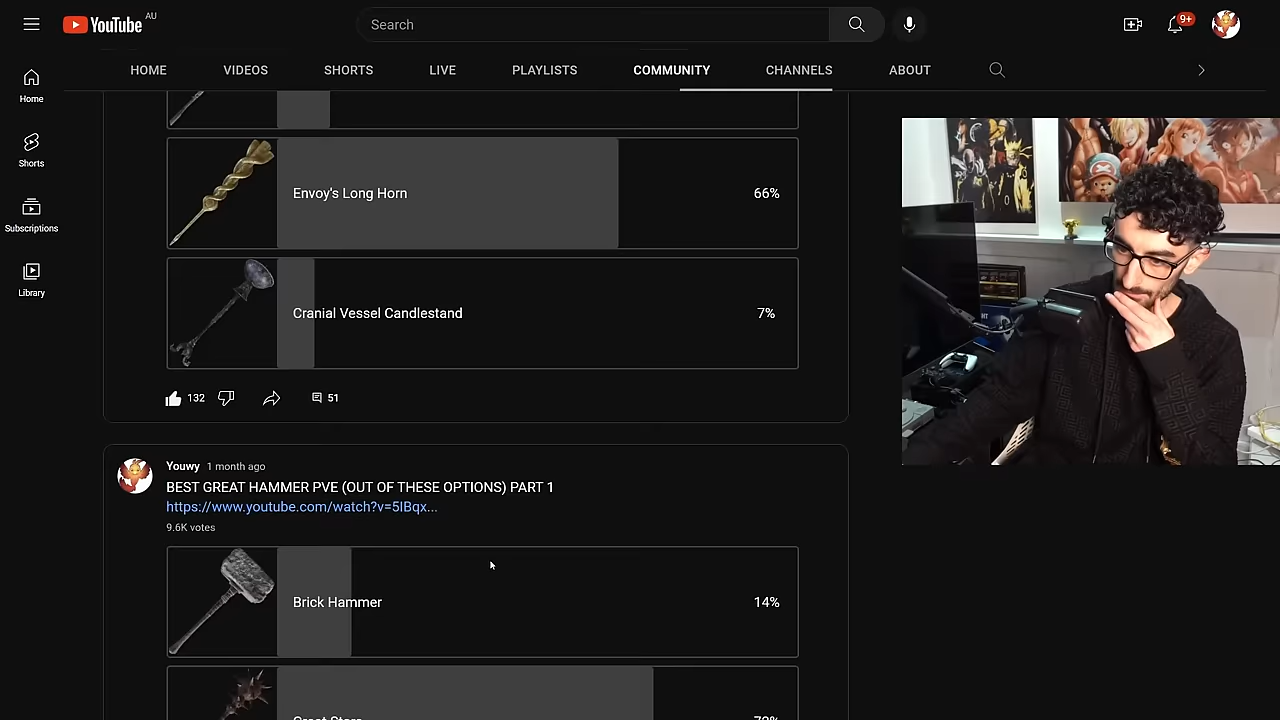 YouTube AU
Search
9+
HOME VIDEOS SHORTS LIVE PLAYLISTS COMMUNITY CHANNELS ABOUT
Home
Shorts
Subscriptions
Library
Envoy's Long Horn 66%
Cranial Vessel Candlestand 7%
132 51
Youwy 1 month ago
BEST GREAT HAMMER PVE (OUT OF THESE OPTIONS) PART 1
https://www.youtube.com/watch?v=5lBqx...
9.6K votes
Brick Hammer 14%
Great Stars